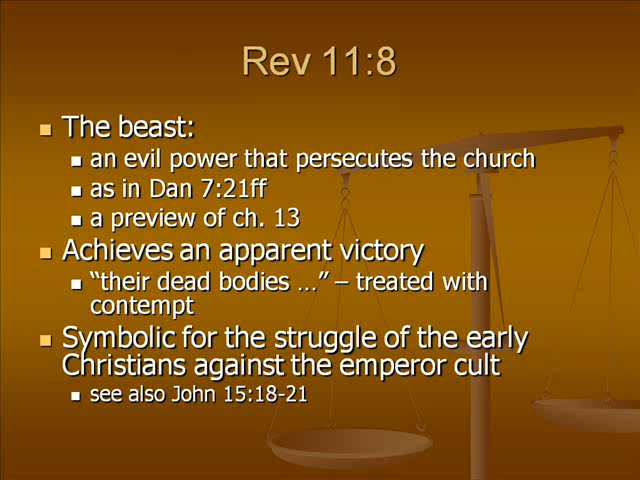 Rev 11:8
The beast:
an evil power that persecutes the church
as in Dan 7:21ff
a preview of ch. 13
Achieves an apparent victory
“their dead bodies …” – treated with
contempt
Symbolic for the struggle of the early
Christians against the emperor cult
see also John 15:18-21